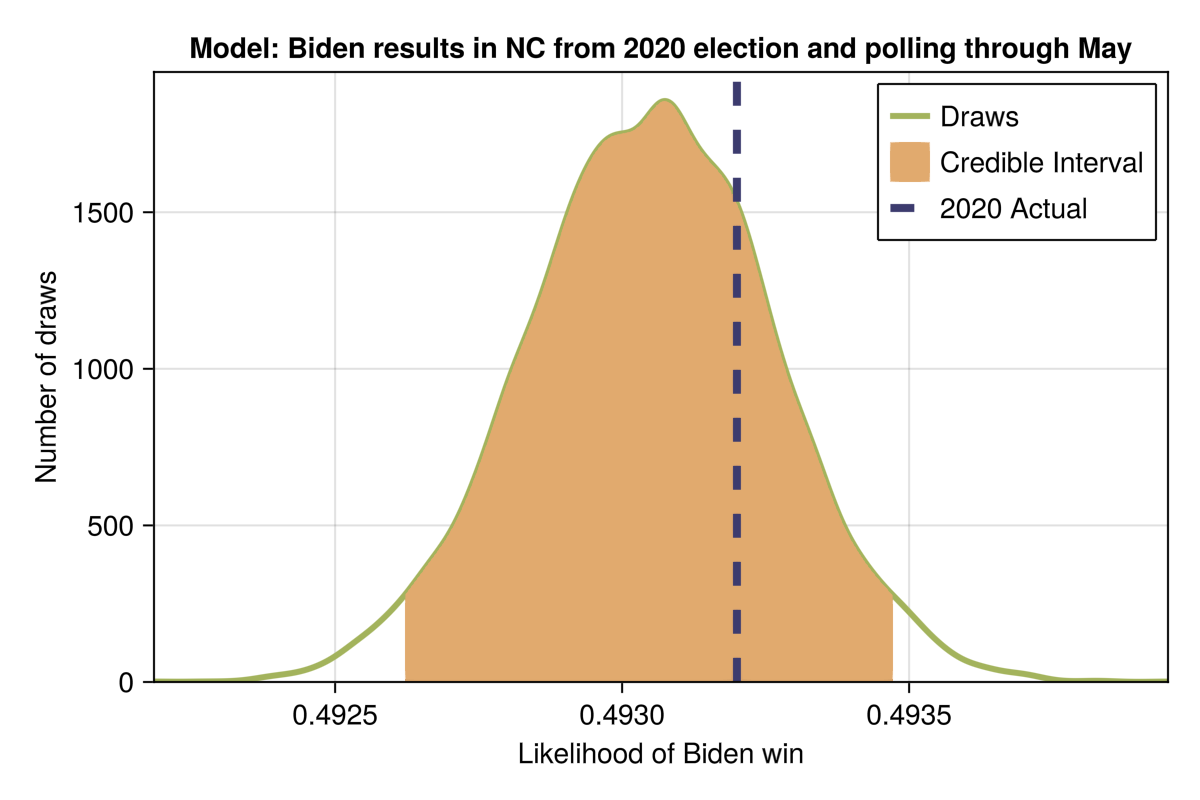 Model: Biden results in NC from 2020 election and polling through May
Draws
Credible Interval
2020 Actual
Number of draws
1500
1000
500
0
0.4925
0.4930
0.4935
Likelihood of Biden win